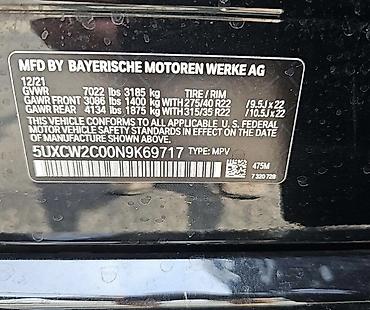 MFD BY BAYERISCHE MOTOREN WERKE AG
12/21
GVWR 7022 lbs 3185 kg TIRE / RIM
GAWR FRONT 3086 lbs 1400 kg WITH 275/40 R22 / 9.5J x 22
GAWR REAR 4134 lbs 1875 kg WITH 315/35 R22 / 10.5J x 22
THIS VEHICLE CONFORMS TO ALL APPLICABLE U.S. FEDERAL
MOTOR VEHICLE SAFETY STANDARDS IN EFFECT ON THE
DATE OF MANUFACTURE SHOWN ABOVE.
5UXCW2C00N9K69717 TYPE: MPV
475M
7 320 728